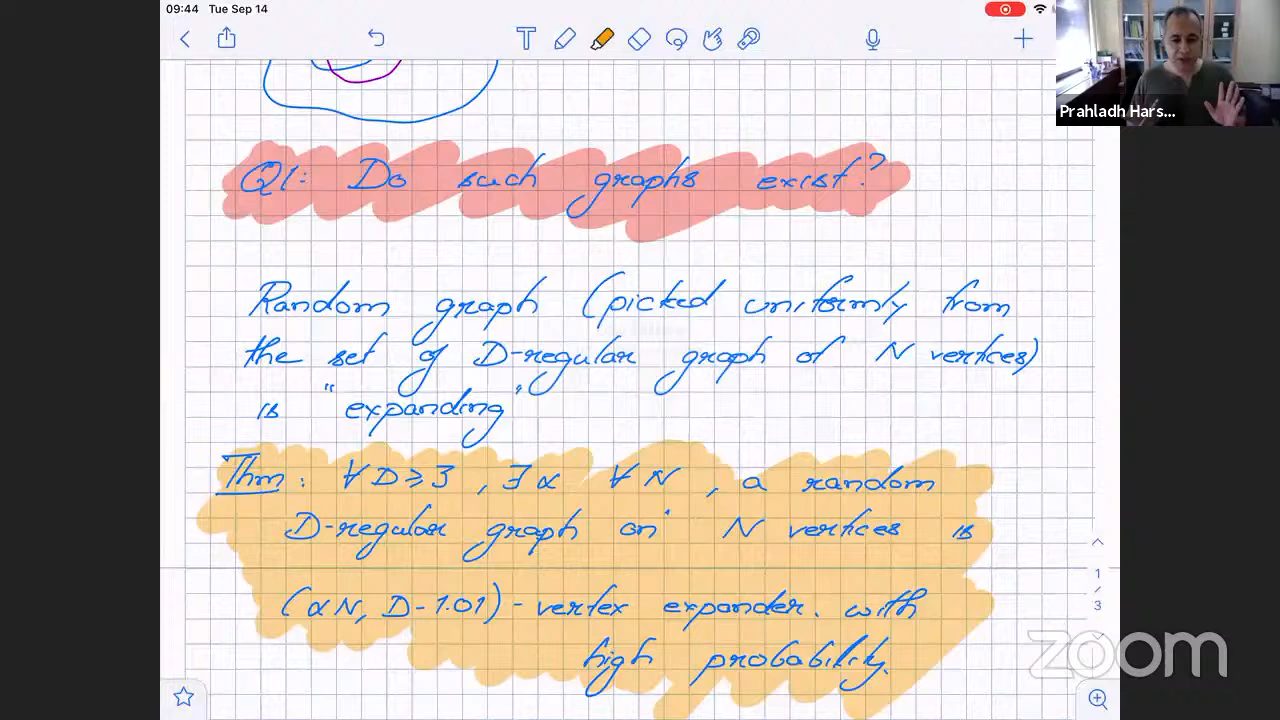 09:44 Tue Sep 14
Prahladh Hars...
Q1: Do such graphs exist?
Random graph (picked uniformly from
the set of D-regular graph of N vertices)
is "expanding"
Thm: ∀ D ≥ 3, ∃ α ∀ N, a random
D-regular graph on N vertices is
(αN, D-1.01)-vertex expander. with
high probability.
1
/
3
zoom